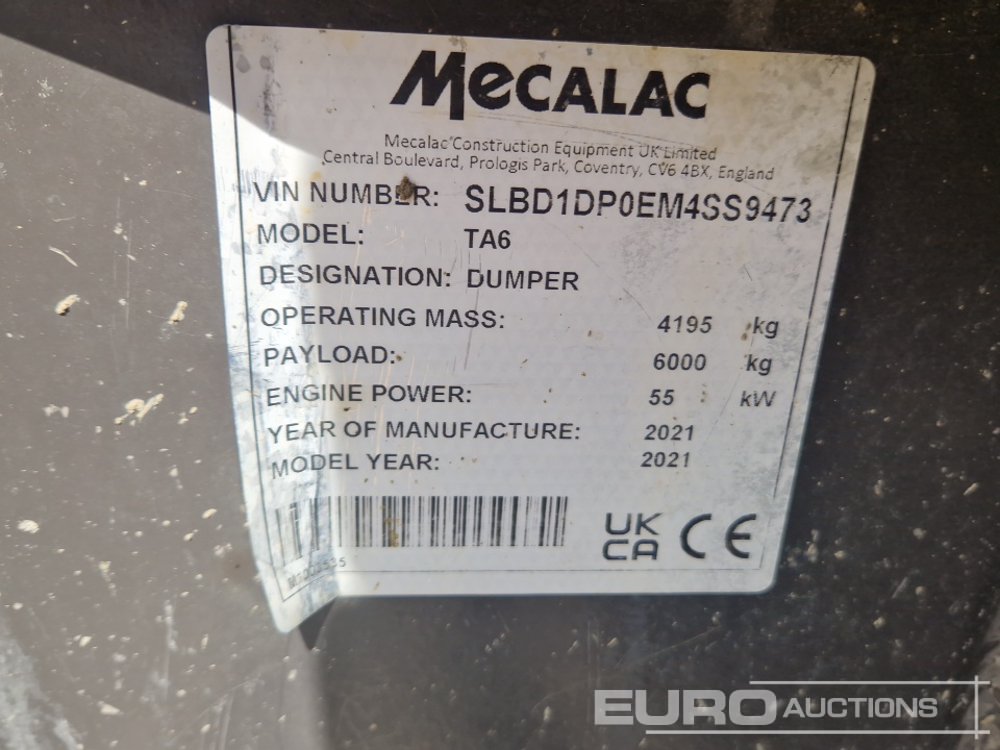 MECALAC
Mecalac Construction Equipment UK Limited
Central Boulevard, Prologis Park, Coventry, CV6 4BX, England
VIN NUMBER: SLBD1DP0EM4SS9473
MODEL: TA6
DESIGNATION: DUMPER
OPERATING MASS: 4195 kg
PAYLOAD: 6000 kg
ENGINE POWER: 55 kW
YEAR OF MANUFACTURE: 2021
MODEL YEAR: 2021
UK
CA CE
EURO AUCTIONS